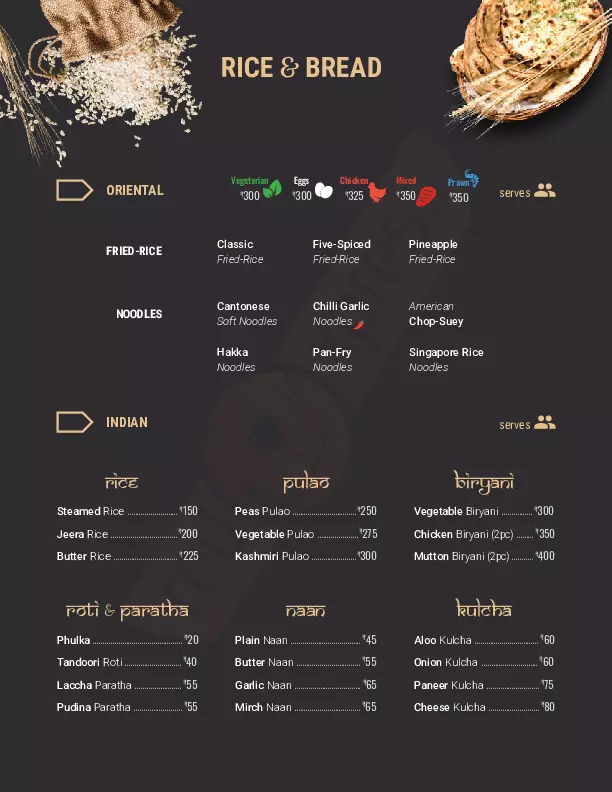 RICE & BREAD
ORIENTAL
Vegetarian Eggs Chicken Mixed Prawn
₹300 ₹300 ₹325 ₹350 ₹350
serves
FRIED-RICE
Classic Five-Spiced Pineapple
Fried-Rice Fried-Rice Fried-Rice
NOODLES
Cantonese Chilli Garlic American
Soft Noodles Noodles Chop-Suey
Hakka Pan-Fry Singapore Rice
Noodles Noodles Noodles
INDIAN
serves
rice
Steamed Rice ₹150
Jeera Rice ₹200
Butter Rice ₹225
pulao
Peas Pulao ₹250
Vegetable Pulao ₹275
Kashmiri Pulao ₹300
biryani
Vegetable Biryani ₹300
Chicken Biryani (2pc) ₹350
Mutton Biryani (2pc) ₹400
roti & paratha
Phulka ₹20
Tandoori Roti ₹40
Laccha Paratha ₹55
Pudina Paratha ₹55
naan
Plain Naan ₹45
Butter Naan ₹55
Garlic Naan ₹65
Mirch Naan ₹65
kulcha
Aloo Kulcha ₹60
Onion Kulcha ₹60
Paneer Kulcha ₹75
Cheese Kulcha ₹80